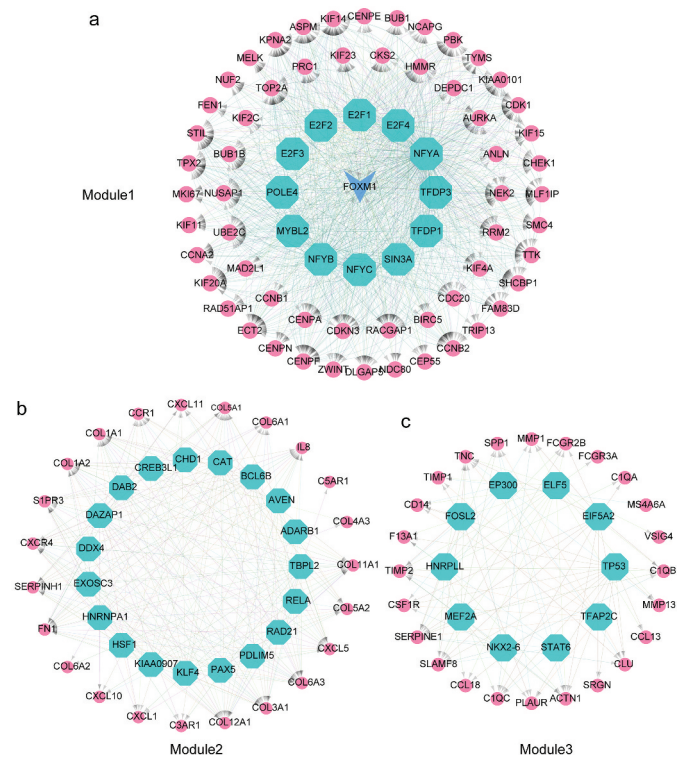 a
CENPE
KIF14
BUB1
ASPM
NCAPG
KPNA2
PBK
KIF23
CKS2
MELK
TYMS
PRC1
HMMR
NUF2
TOP2A
DEPDC1
KIAA0101
FEN1
CDK1
KIF2C
E2F1
AURKA
E2F2
E2F4
STIL
KIF15
BUB1B
E2F3
NFYA
ANLN
TPX2
CHEK1
FOXM1
MKI67
NUSAP1
POLE4
TFDP3
NEK2
MLF1IP
Module1
KIF11
UBE2C
MYBL2
TFDP1
RRM2
SMC4
CCNA2
NFYB
SIN3A
TTK
MAD2L1
NFYC
KIF4A
KIF20A
SHCBP1
CCNB1
CDC20
RAD51AP1
FAM83D
CENPA
BIRC5
ECT2
CDKN3
RACGAP1
TRIP13
CENPN
CCNB2
CENPF
CEP55
ZWINT
NDC80
DLGAP5
b
CXCL11
COL5A1
CCR1
COL6A1
COL1A1
IL8
CHD1
CAT
CREB3L1
BCL6B
COL1A2
C5AR1
DAB2
AVEN
S1PR3
DAZAP1
ADARB1
COL4A3
CXCR4
DDX4
TBPL2
COL11A1
SERPINH1
EXOSC3
RELA
COL5A2
FN1
HNRNPA1
RAD21
HSF1
PDLIM5
CXCL5
COL6A2
KIAA0907
KLF4
PAX5
COL6A3
CXCL10
COL3A1
CXCL1
C3AR1
COL12A1
Module2
c
MMP1
SPP1
FCGR2B
TNC
FCGR3A
TIMP1
C1QA
EP300
ELF5
CD14
MS4A6A
FOSL2
EIF5A2
F13A1
VSIG4
TIMP2
HNRPLL
TP53
C1QB
CSF1R
MMP13
MEF2A
TFAP2C
SERPINE1
CCL13
NKX2-6
STAT6
SLAMF8
CLU
CCL18
SRGN
C1QC
ACTN1
PLAUR
Module3